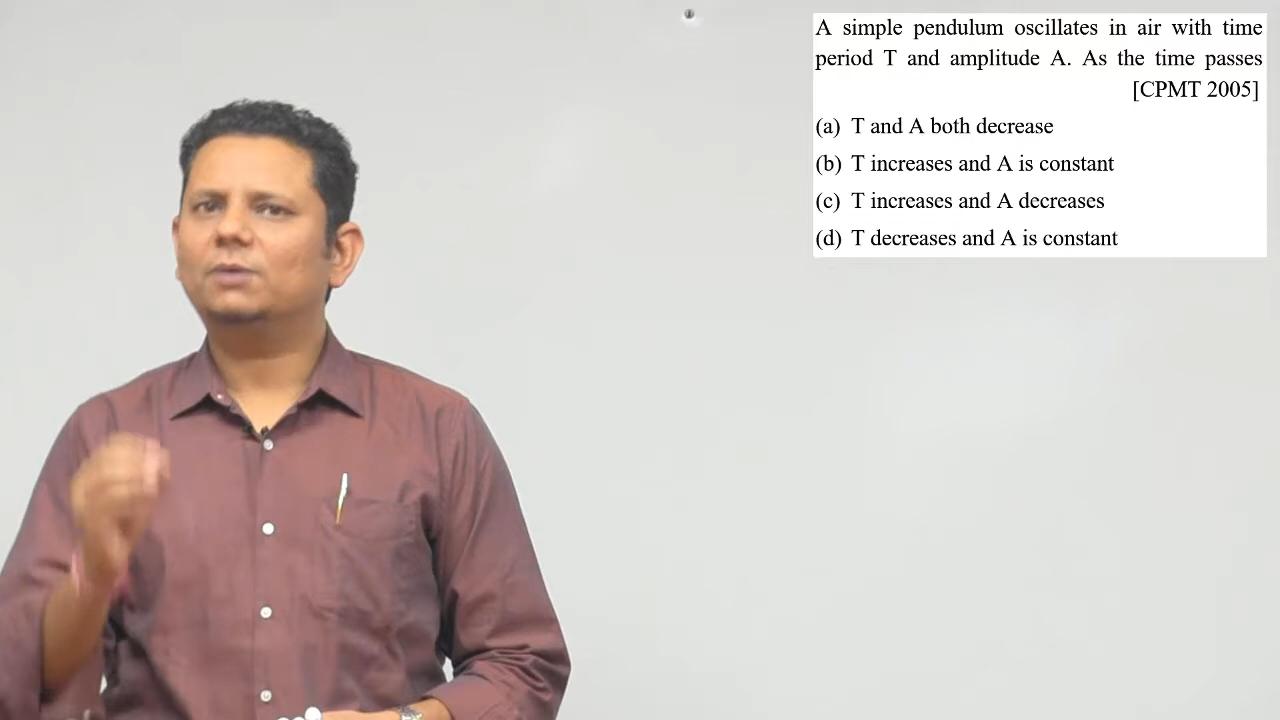 A simple pendulum oscillates in air with time
period T and amplitude A. As the time passes
[CPMT 2005]
(a) T and A both decrease
(b) T increases and A is constant
(c) T increases and A decreases
(d) T decreases and A is constant